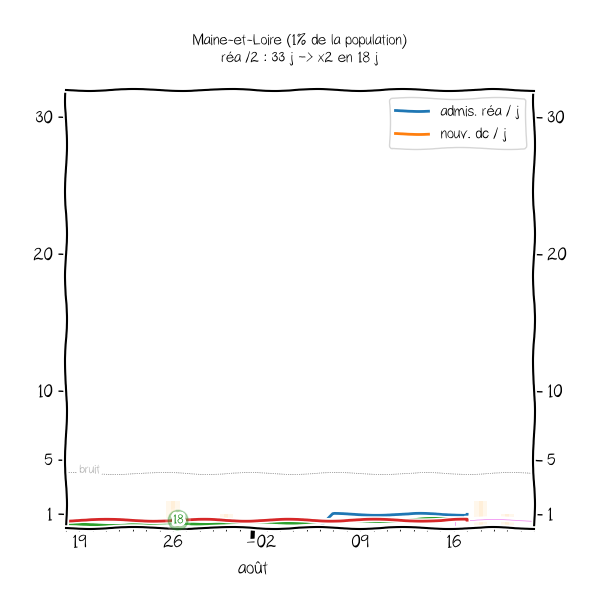 Maine-et-Loire (1% de la population)
réa /2 : 33 j -> x2 en 18 j
admis. réa / j
nouv. dc / j
30
30
20
20
10
10
5
5
bruit
1
1
18
19
26
02
09
16
août